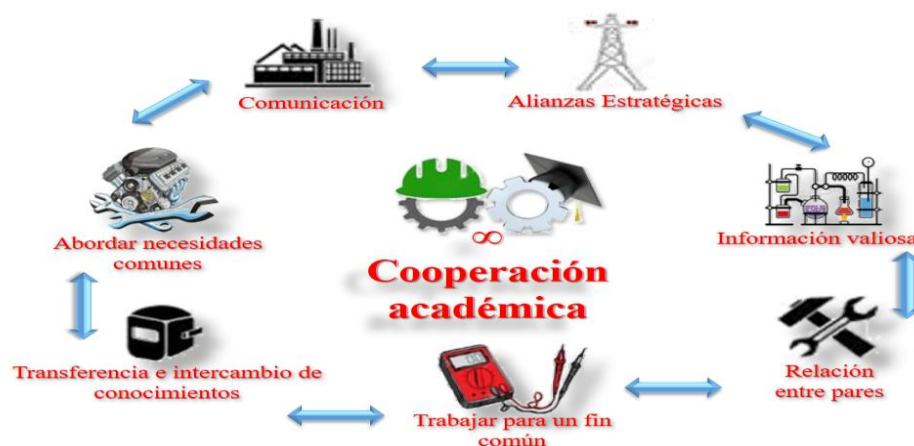 Comunicación
Alianzas Estratégicas
Abordar necesidades
comunes
∞
Cooperación
académica
Información valiosa
Transferencia e intercambio de
conocimientos
Trabajar para un fin
común
Relación
entre pares